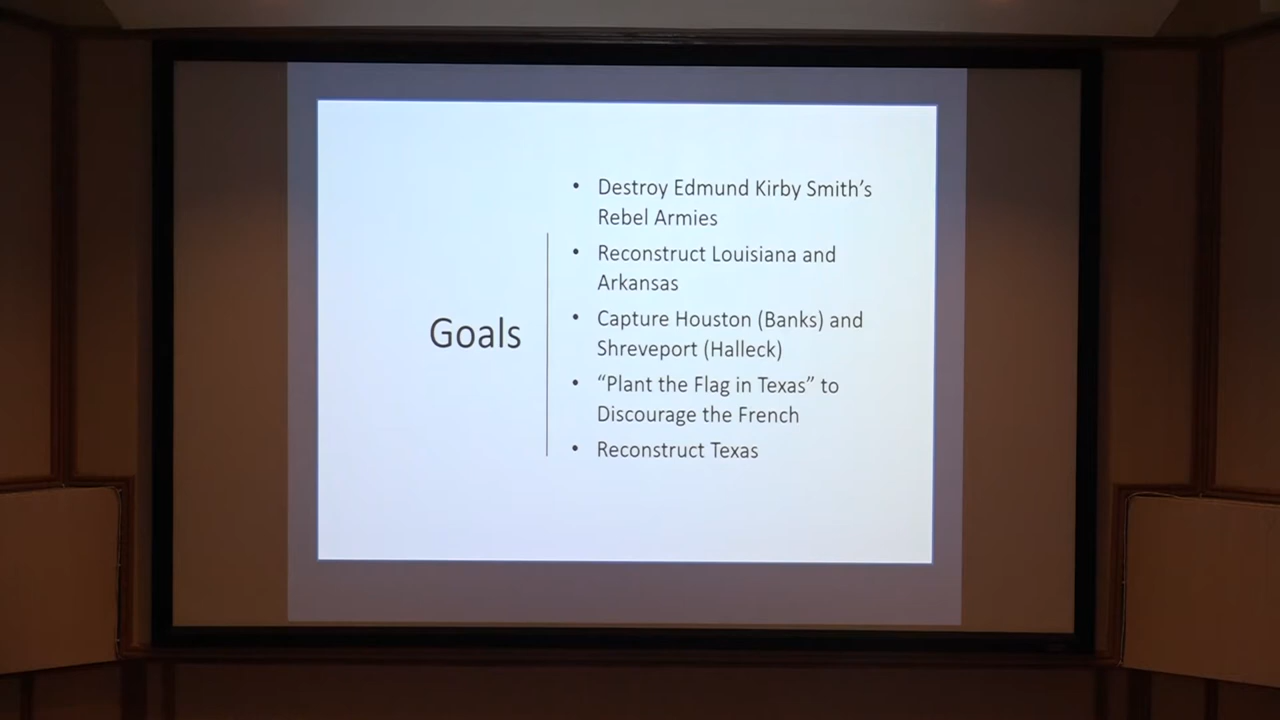 Goals
• Destroy Edmund Kirby Smith’s
Rebel Armies
• Reconstruct Louisiana and
Arkansas
• Capture Houston (Banks) and
Shreveport (Halleck)
• “Plant the Flag in Texas” to
Discourage the French
• Reconstruct Texas